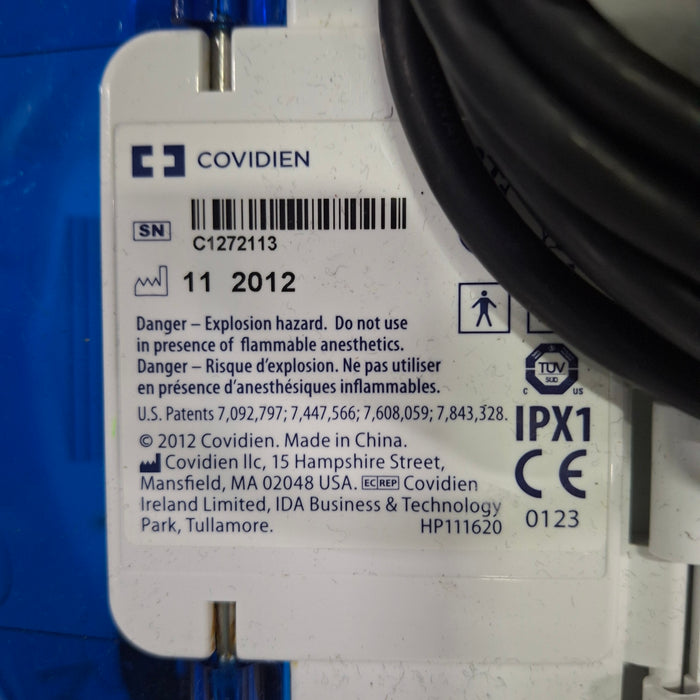 COVIDIEN
SN
C1272113
11 2012
Danger – Explosion hazard. Do not use
in presence of flammable anesthetics.
Danger – Risque d'explosion. Ne pas utiliser
en présence d'anesthésiques inflammables.
U.S. Patents 7,092,797; 7,447,566; 7,608,059; 7,843,328.
© 2012 Covidien. Made in China.
Covidien llc, 15 Hampshire Street,
Mansfield, MA 02048 USA. EC REP Covidien
Ireland Limited, IDA Business & Technology
Park, Tullamore.
HP111620
TÜV
SUD
C US
IPX1
CE
0123